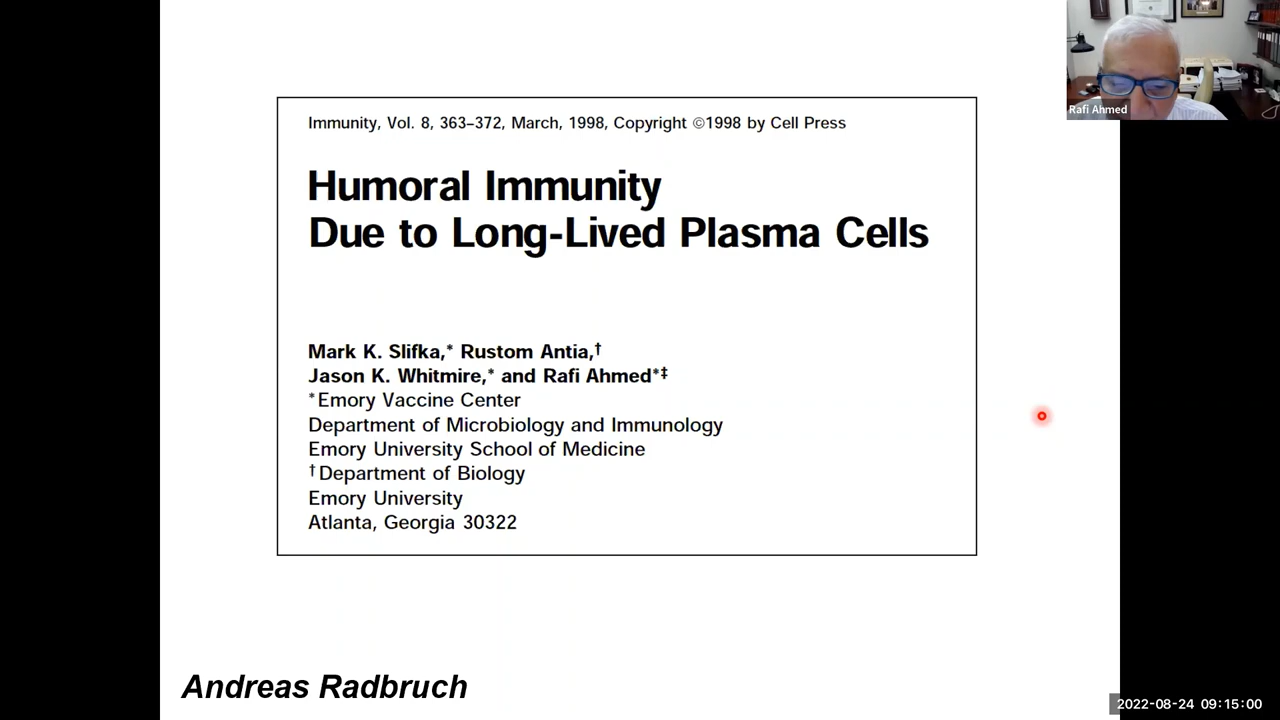 Immunity, Vol. 8, 363–372, March, 1998, Copyright ©1998 by Cell Press
Humoral Immunity
Due to Long-Lived Plasma Cells
Mark K. Slifka,* Rustom Antia,†
Jason K. Whitmire,* and Rafi Ahmed*‡
*Emory Vaccine Center
Department of Microbiology and Immunology
Emory University School of Medicine
†Department of Biology
Emory University
Atlanta, Georgia 30322
Andreas Radbruch
Rafi Ahmed
2022-08-24 09:15:00